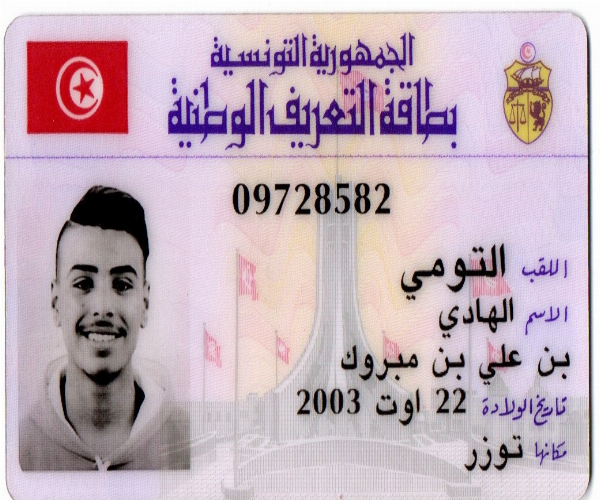 الجمهورية التونسية
بطاقة التعريف الوطنية
09728582
اللقب التومي
الاسم الهادي
بن علي بن مبروك
تاريخ الولادة 22 اوت 2003
مكانها توزر